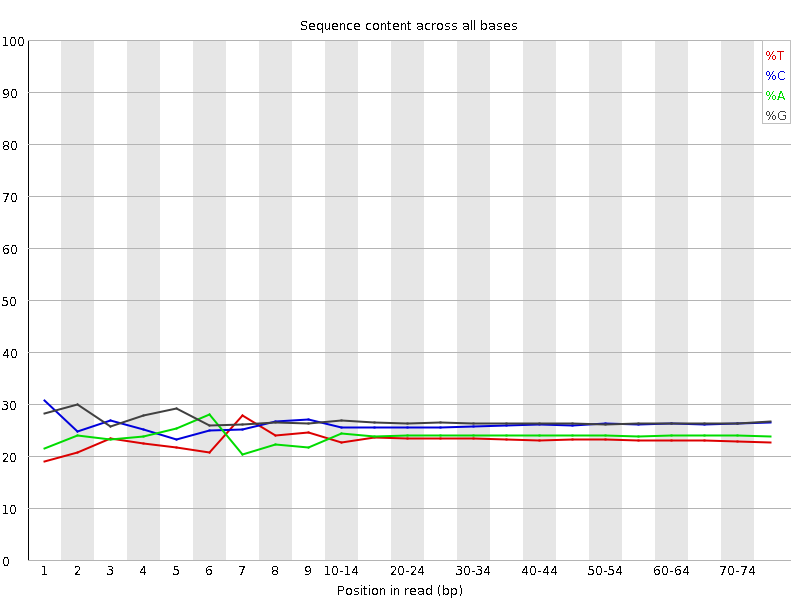 Sequence content across all bases
100
90
80
70
60
50
40
30
20
10
0
%T
%C
%A
%G
1 2 3 4 5 6 7 8 9 10-14 20-24 30-34 40-44 50-54 60-64 70-74
Position in read (bp)